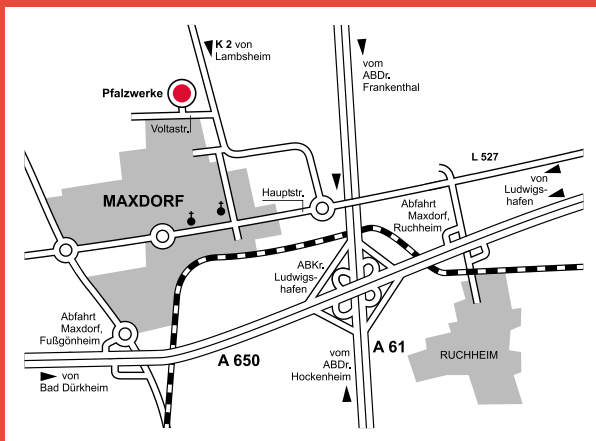 K 2 von
Lambsheim
vom
ABDr.
Frankenthal
Pfalzwerke
Voltastr.
L 527
MAXDORF
Hauptstr.
von
Ludwigs-
hafen
Abfahrt
Maxdorf,
Ruchheim
ABKr.
Ludwigs-
hafen
Abfahrt
Maxdorf,
Fußgönheim
A 650
A 61
RUCHHEIM
vom
ABDr.
Hockenheim
von
Bad Dürkheim